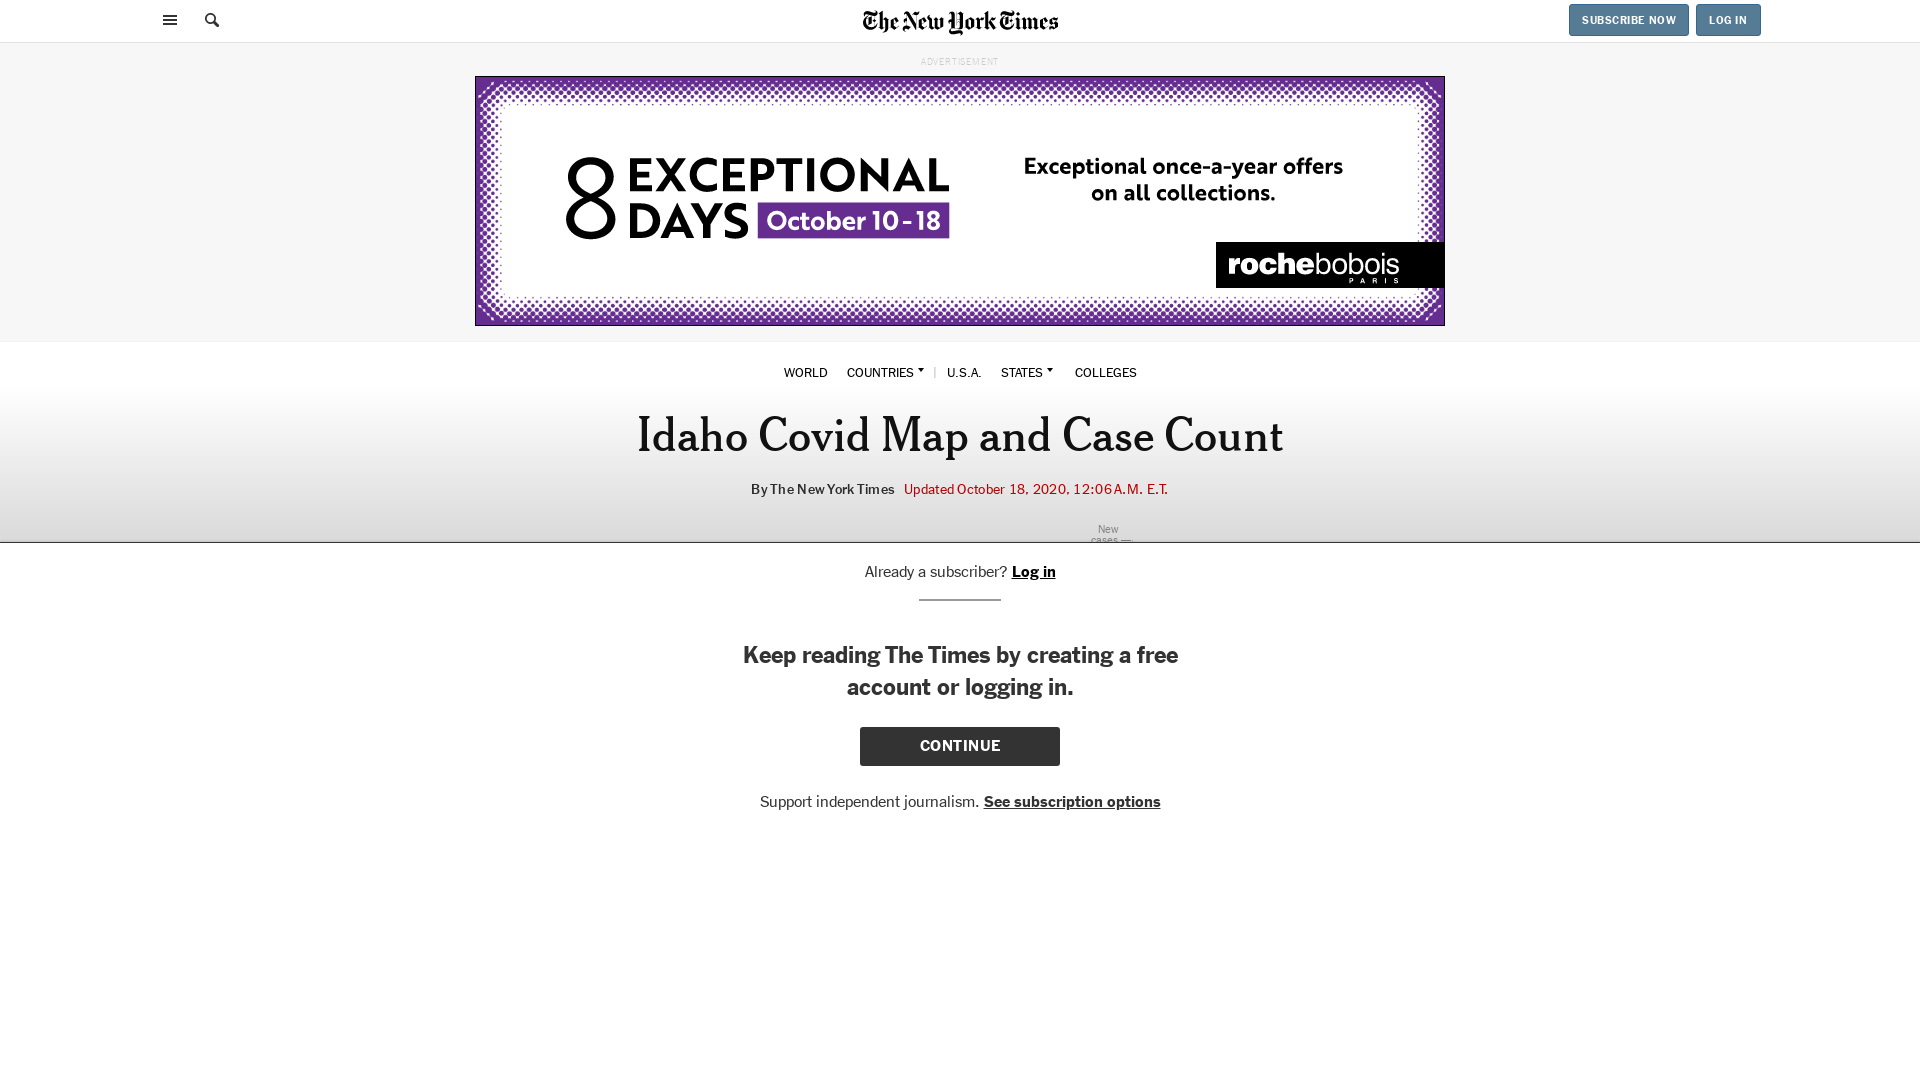 The New York Times
SUBSCRIBE NOW
LOG IN
ADVERTISEMENT
8 EXCEPTIONAL
DAYS October 10 - 18
Exceptional once-a-year offers
on all collections.
rochebobois
PARIS
WORLD COUNTRIES | U.S.A. STATES COLLEGES
Idaho Covid Map and Case Count
By The New York Times Updated October 18, 2020, 12:06 A.M. E.T.
New
cases —
Already a subscriber? Log in
Keep reading The Times by creating a free
account or logging in.
CONTINUE
Support independent journalism. See subscription options